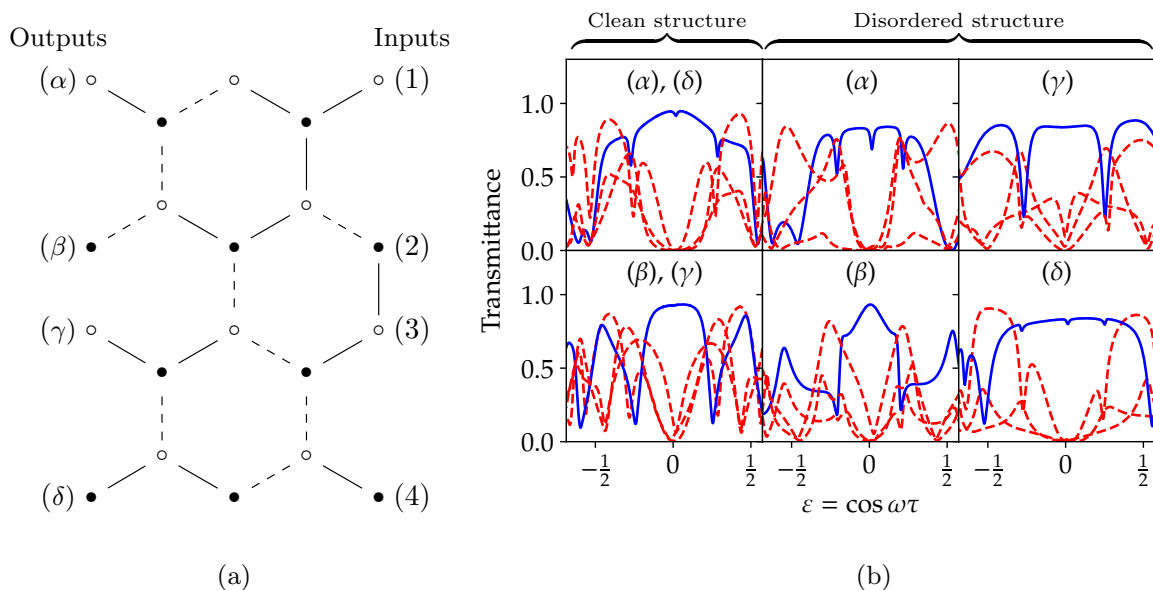 Outputs Inputs
(α) (1)
(β) (2)
(γ) (3)
(δ) (4)
(a)
Clean structure Disordered structure
(α), (δ) (α) (γ)
1.0
0.5
0.0
(β), (γ) (β) (δ)
1.0
0.5
0.0
Transmittance
−1/2 0 1/2 −1/2 0 1/2 −1/2 0 1/2
ε = cos ωτ
(b)